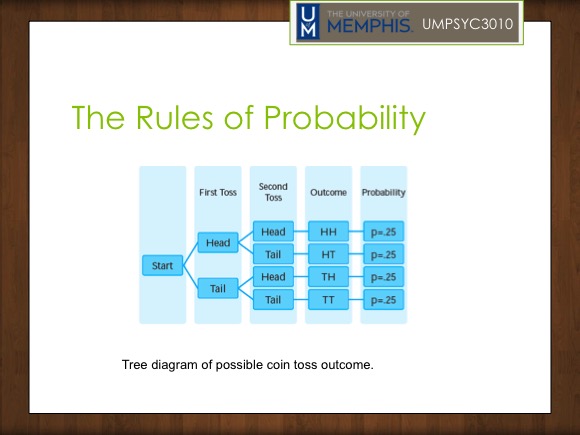 UM THE UNIVERSITY OF
MEMPHIS. UMPSYC3010
The Rules of Probability
First Toss Second Toss Outcome Probability
Head HH p=.25
Head
Tail HT p=.25
Start
Head TH p=.25
Tail
Tail TT p=.25
Tree diagram of possible coin toss outcome.